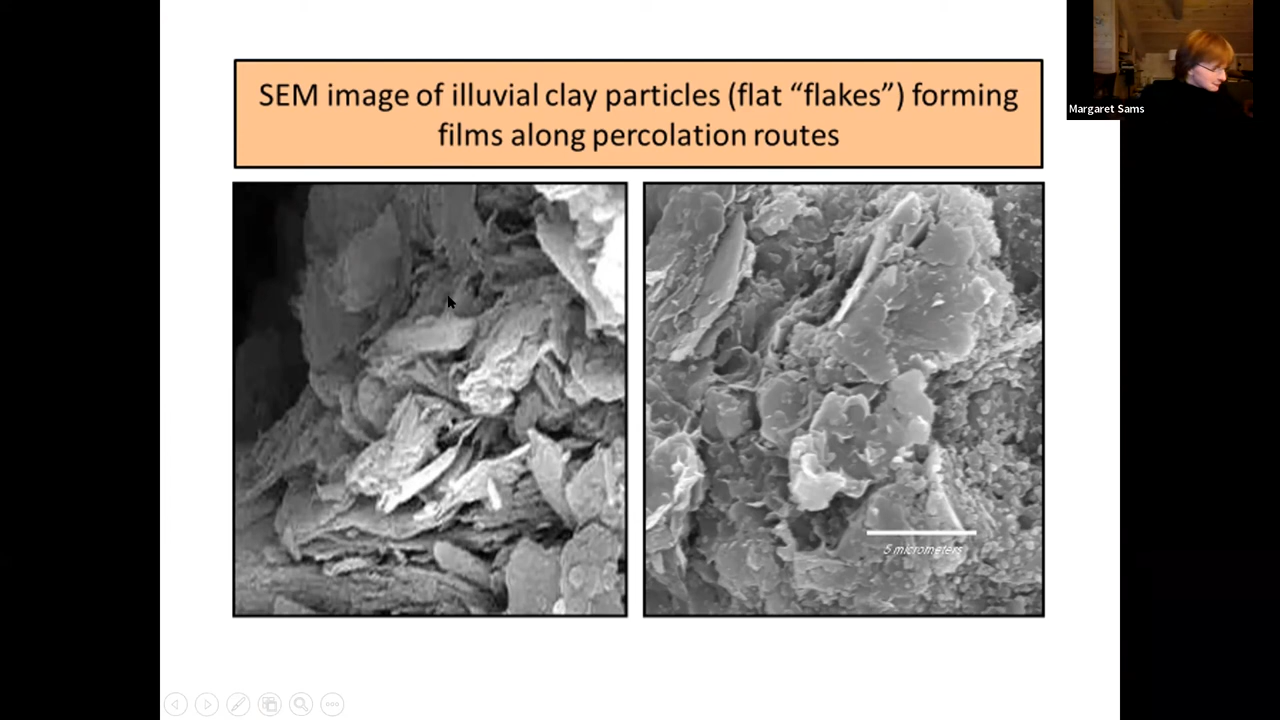 SEM image of illuvial clay particles (flat “flakes”) forming
films along percolation routes
Margaret Sams
5 micrometers